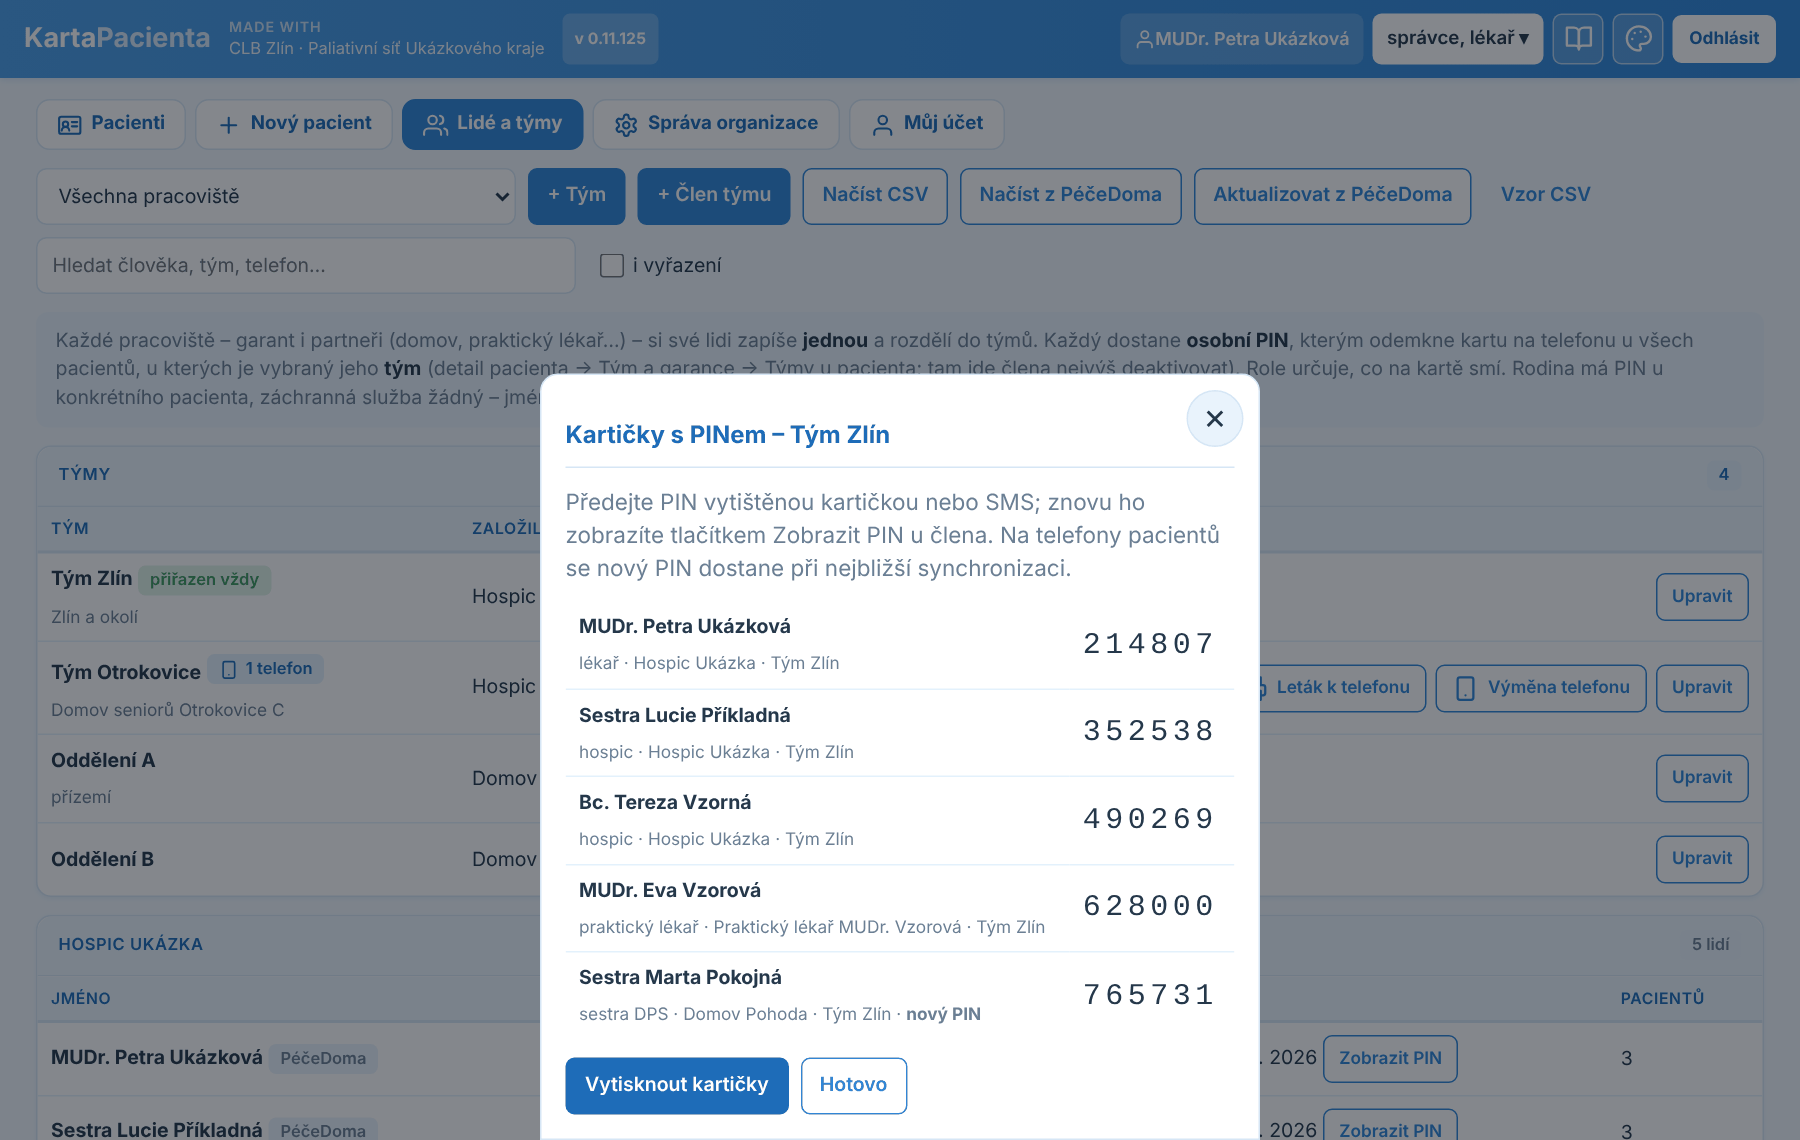 KartaPacienta
MADE WITH
CLB Zlín · Paliativní síť Ukázkového kraje
v 0.11.125
MUDr. Petra Ukázková
správce, lékař ▾
Odhlásit
Pacienti
Nový pacient
Lidé a týmy
Správa organizace
Můj účet
Všechna pracoviště
+ Tým
+ Člen týmu
Načíst CSV
Načíst z PéčeDoma
Aktualizovat z PéčeDoma
Vzor CSV
Hledat člověka, tým, telefon…
i vyřazení
Každé pracoviště – garant i partneři (domov, praktický lékař…) – si své lidi zapíše jednou a rozdělí do týmů. Každý dostane osobní PIN, kterým odemkne kartu na telefonu u všech
pacientů, u kterých je vybraný jeho tým (detail pacienta → Tým a garance → Týmy u pacienta; tam jde člena nejvýš deaktivovat). Role určuje, co na kartě smí. Rodina má PIN u
konkrétního pacienta, záchranná služba žádný –
TÝMY
4
TÝM
ZALOŽIL
Tým Zlín
přiřazen vždy
Zlín a okolí
Hospic
Upravit
Tým Otrokovice
1 telefon
Domov seniorů Otrokovice C
Hospic
Leták k telefonu
Výměna telefonu
Upravit
Oddělení A
přízemí
Domov
Upravit
Oddělení B
Domov
Upravit
HOSPIC UKÁZKA
5 lidí
JMÉNO
PACIENTŮ
MUDr. Petra Ukázková
PéčeDoma
. 2026
Zobrazit PIN
3
Sestra Lucie Příkladná
PéčeDoma
. 2026
Zobrazit PIN
3
Kartičky s PINem – Tým Zlín
Předejte PIN vytištěnou kartičkou nebo SMS; znovu ho
zobrazíte tlačítkem Zobrazit PIN u člena. Na telefony pacientů
se nový PIN dostane při nejbližší synchronizaci.
MUDr. Petra Ukázková
lékař · Hospic Ukázka · Tým Zlín
214807
Sestra Lucie Příkladná
hospic · Hospic Ukázka · Tým Zlín
352538
Bc. Tereza Vzorná
hospic · Hospic Ukázka · Tým Zlín
490269
MUDr. Eva Vzorová
praktický lékař · Praktický lékař MUDr. Vzorová · Tým Zlín
628000
Sestra Marta Pokojná
sestra DPS · Domov Pohoda · Tým Zlín · nový PIN
765731
Vytisknout kartičky
Hotovo